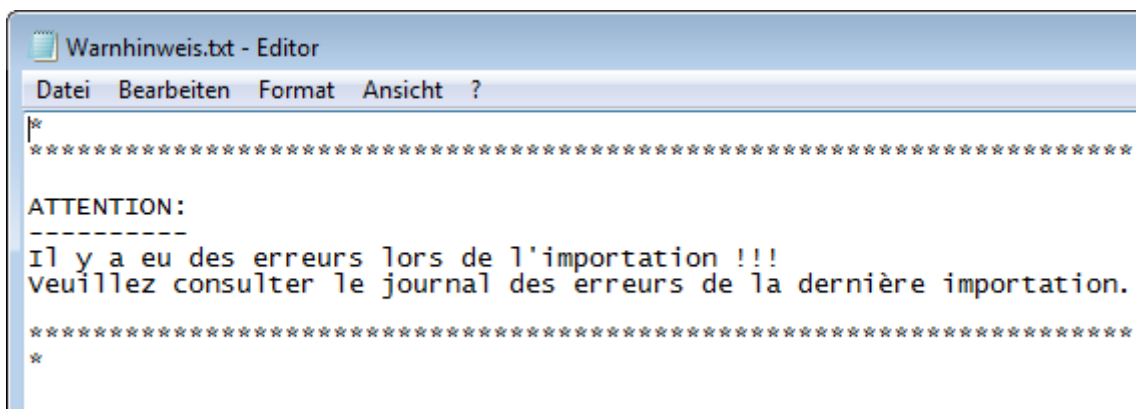 Warnhinweis.txt - Editor
Datei Bearbeiten Format Ansicht ?
*
*********************************************************************
ATTENTION:
----------
Il y a eu des erreurs lors de l'importation !!!
Veuillez consulter le journal des erreurs de la dernière importation.
*********************************************************************
*